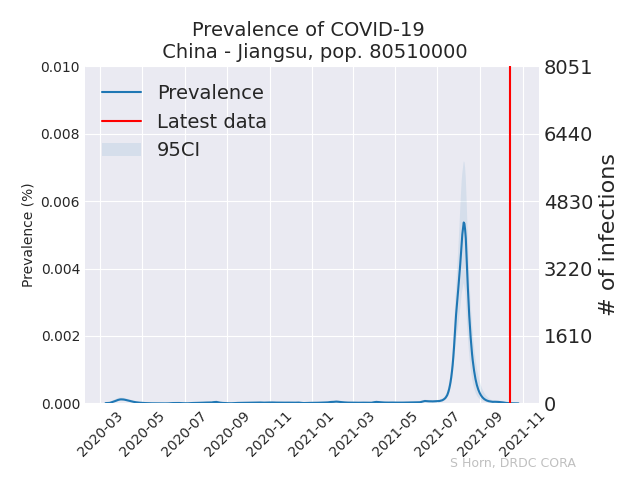 Prevalence of COVID-19
China - Jiangsu, pop. 80510000
Prevalence
Latest data
95CI
Prevalence (%)
0.010
0.008
0.006
0.004
0.002
0.000
8051
6440
4830
3220
1610
0
# of infections
2020-03
2020-05
2020-07
2020-09
2020-11
2021-01
2021-03
2021-05
2021-07
2021-09
2021-11
S Horn, DRDC CORA